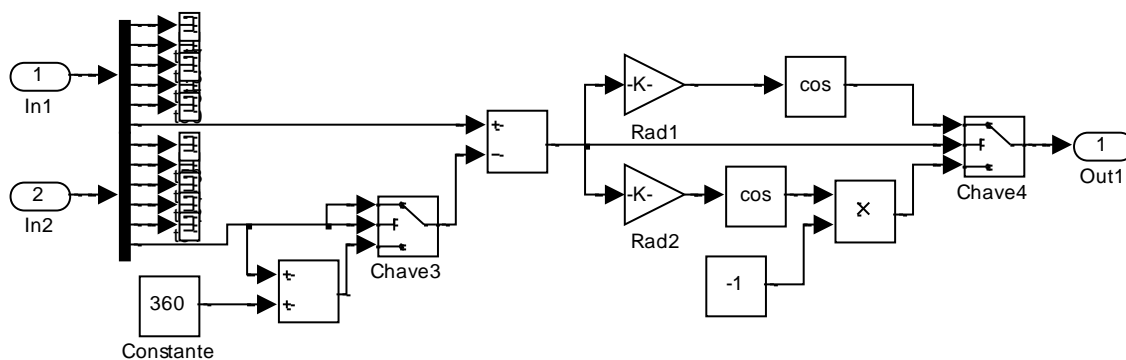 1
In1
2
In2
360
Constante
+
+
Chave3
+
-
-K-
Rad1
-K-
Rad2
cos
cos
×
-1
Chave4
1
Out1